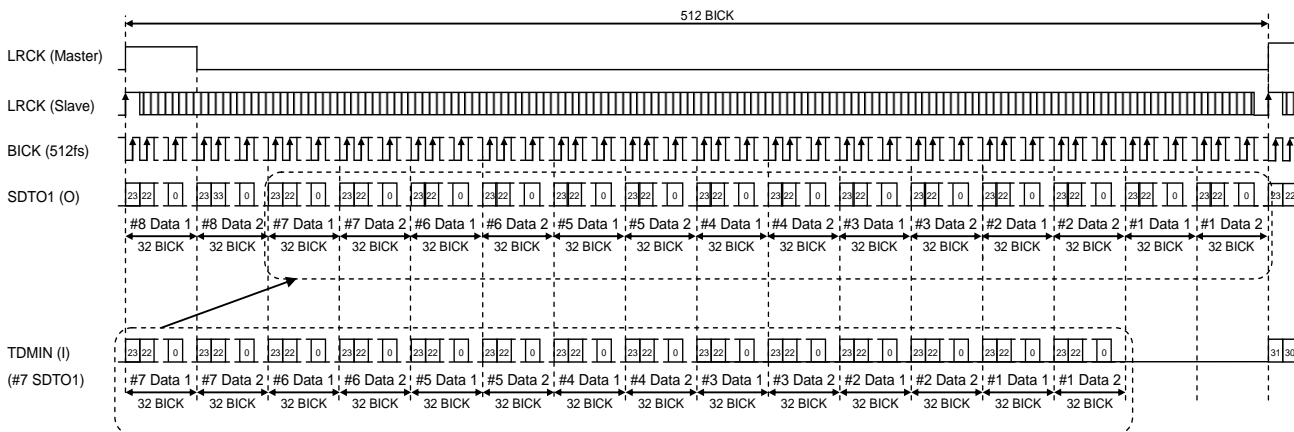 512 BICK
LRCK (Master)
LRCK (Slave)
BICK (512fs)
SDTO1 (O)
23 22 0 23 33 0 23 22 0 23 22 0 23 22 0 23 22 0 23 22 0 23 22 0 23 22 0 23 22 0 23 22 0 23 22 0 23 22 0 23 22 0 23 22 0 23 22 0 23 22
#8 Data 1 #8 Data 2 #7 Data 1 #7 Data 2 #6 Data 1 #6 Data 2 #5 Data 1 #5 Data 2 #4 Data 1 #4 Data 2 #3 Data 1 #3 Data 2 #2 Data 1 #2 Data 2 #1 Data 1 #1 Data 2
32 BICK 32 BICK 32 BICK 32 BICK 32 BICK 32 BICK 32 BICK 32 BICK 32 BICK 32 BICK 32 BICK 32 BICK 32 BICK 32 BICK 32 BICK 32 BICK
TDMIN (I)
23 22 0 23 22 0 23 22 0 23 22 0 23 22 0 23 22 0 23 22 0 23 22 0 23 22 0 23 22 0 23 22 0 23 22 0 23 22 0 23 22 0 31 30
(#7 SDTO1)
#7 Data 1 #7 Data 2 #6 Data 1 #6 Data 2 #5 Data 1 #5 Data 2 #4 Data 1 #4 Data 2 #3 Data 1 #3 Data 2 #2 Data 1 #2 Data 2 #1 Data 1 #1 Data 2
32 BICK 32 BICK 32 BICK 32 BICK 32 BICK 32 BICK 32 BICK 32 BICK 32 BICK 32 BICK 32 BICK 32 BICK 32 BICK 32 BICK